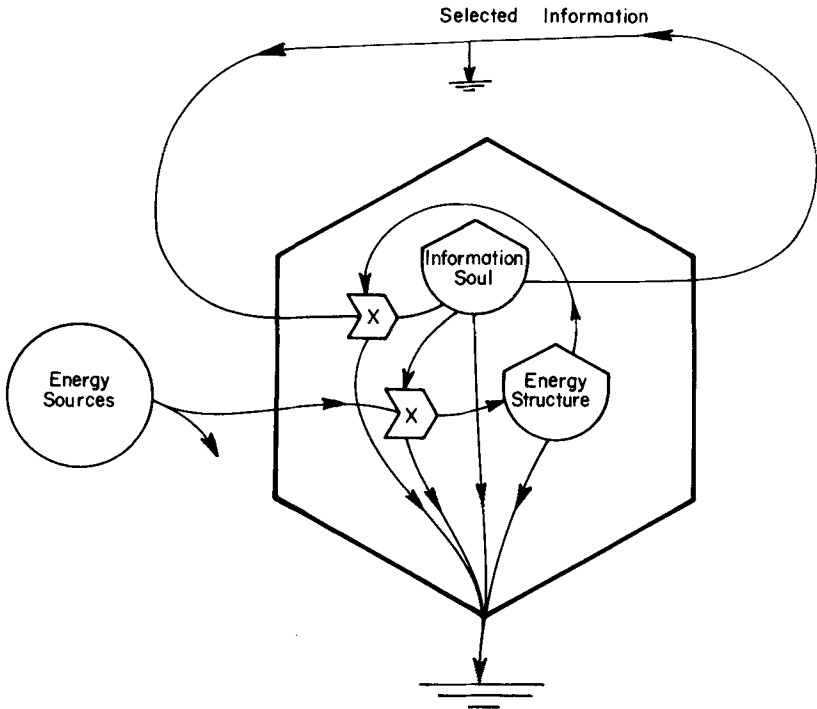 Selected Information
Information
Soul
X
Energy
Sources
Energy
Structure
X